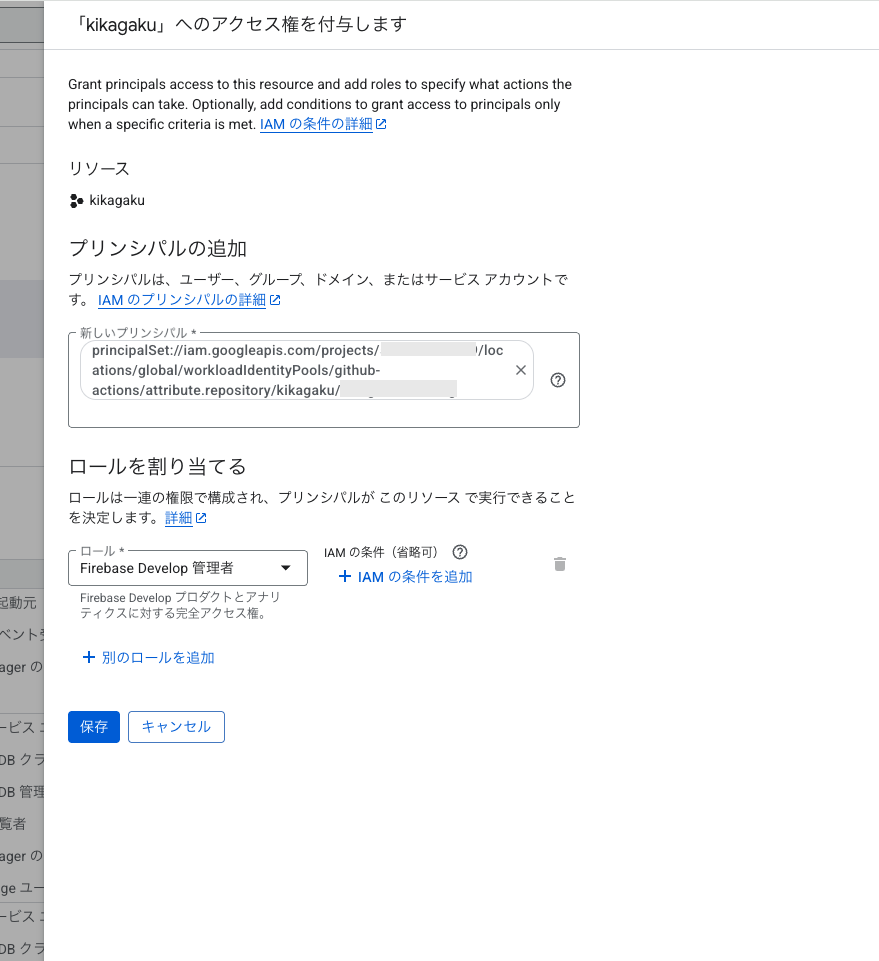 「kikagaku」へのアクセス権を付与します
Grant principals access to this resource and add roles to specify what actions the
principals can take. Optionally, add conditions to grant access to principals only
when a specific criteria is met. IAM の条件の詳細
リソース
kikagaku
プリンシパルの追加
プリンシパルは、ユーザー、グループ、ドメイン、またはサービス アカウントで
す。 IAM のプリンシパルの詳細
新しいプリンシパル *
principalSet://iam.googleapis.com/projects/ /loc
ations/global/workloadIdentityPools/github-
actions/attribute.repository/kikagaku/
ロールを割り当てる
ロールは一連の権限で構成され、プリンシパルが このリソース で実行できること
を決定します。詳細
ロール *
IAM の条件（省略可）
Firebase Develop 管理者
+ IAM の条件を追加
Firebase Develop プロダクトとアナリ
ティクスに対する完全アクセス権。
+ 別のロールを追加
保存
キャンセル
起動元
ager の
ービス
DB クラ
DB 管理
覧者
ager の
ge ユー
ービス
DB クラ